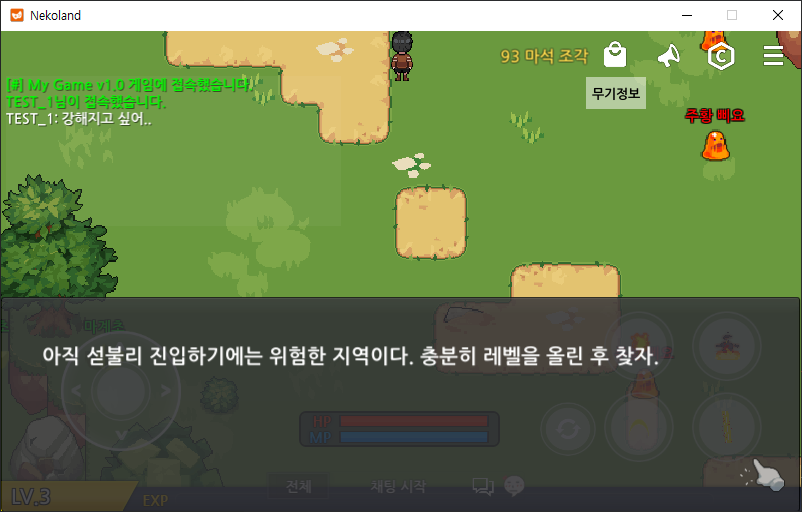 Nekoland
93 마석 조각
[#] My Game v1.0 게임에 접속했습니다.
TEST_1님이 접속했습니다.
TEST_1: 강해지고 싶어..
무기정보
주황 삐요
아직 섣불리 진입하기에는 위험한 지역이다. 충분히 레벨을 올린 후 찾자.
HP
MP
전체
채팅 시작
LV.3
EXP